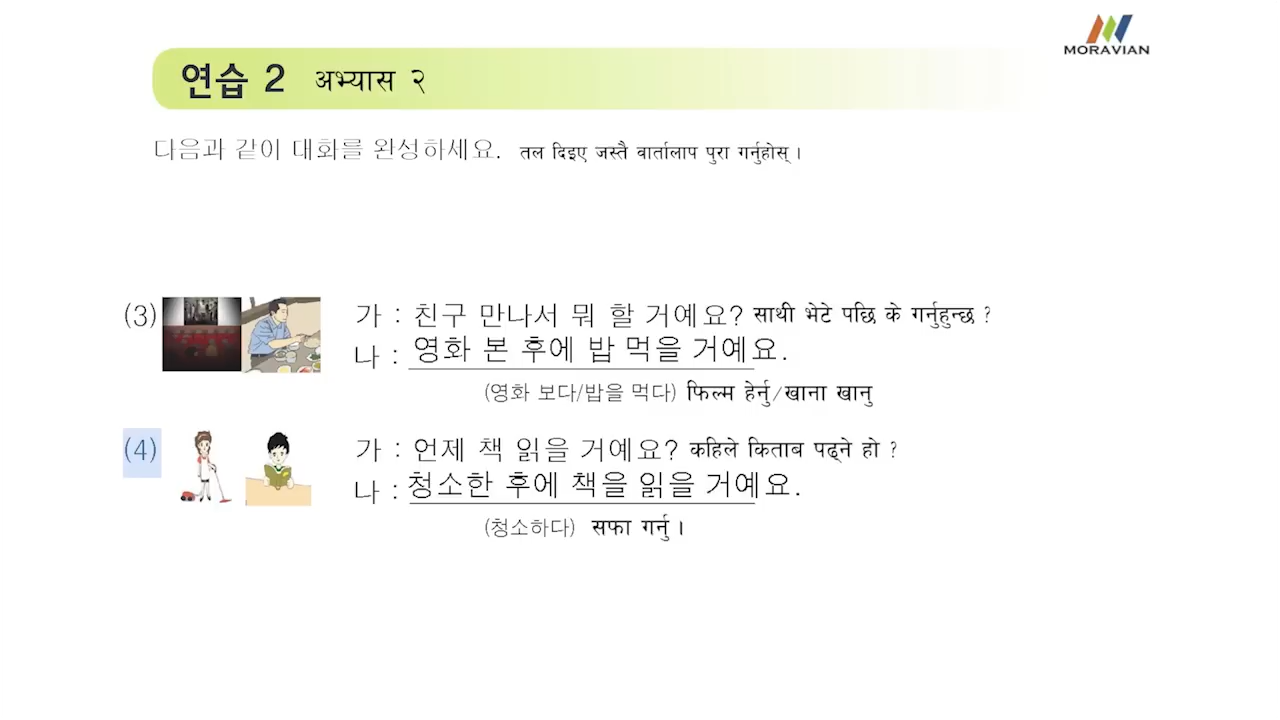 MORAVIAN
연습 2 अभ्यास २
다음과 같이 대화를 완성하세요. तल दिइए जस्तै वार्तालाप पुरा गर्नुहोस् ।
(3) 가 : 친구 만나서 뭐 할 거예요? साथी भेटे पछि के गर्नुहुन्छ ?
나 : 영화 본 후에 밥 먹을 거예요.
(영화 보다/밥을 먹다) फिल्म हेर्नु/खाना खानु
(4) 가 : 언제 책 읽을 거예요? कहिले किताब पढ्ने हो ?
나 : 청소한 후에 책을 읽을 거예요.
(청소하다) सफा गर्नु ।